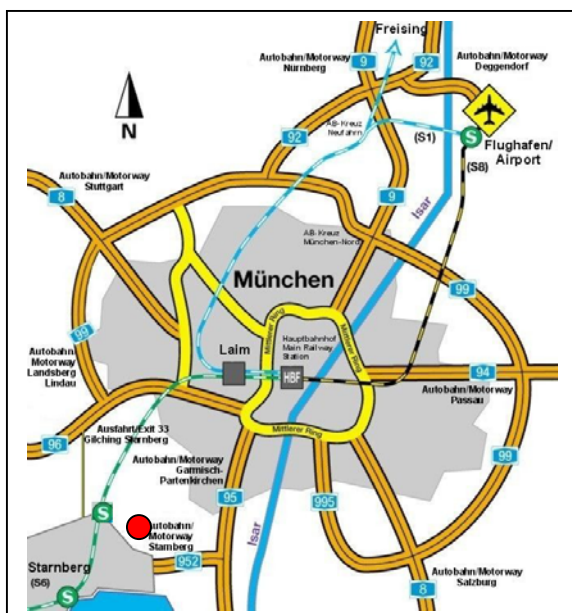 Freising
Autobahn/Motorway
Nürnberg
9
92
Autobahn/Motorway
Deggendorf
N
AB-Kreuz
Neufahrn
92
(S1)
S
Flughafen/
Airport
(S8)
Autobahn/Motorway
Stuttgart
8
9
Isar
AB-Kreuz
München-Nord
99
München
Mittlerer Ring
Mittlerer Ring
Hauptbahnhof
Main Railway
Station
99
Laim
HBF
Autobahn/
Motorway
Landsberg
Lindau
94
Autobahn/Motorway
Passau
Ausfahrt/Exit 33
Gilching Starnberg
Mittlerer Ring
96
Autobahn/Motorway
Garmisch-
Partenkirchen
99
95
995
S
Autobahn/
Motorway
Starnberg
Isar
Starnberg
952
(S6)
S
Autobahn/Motorway
Salzburg
8